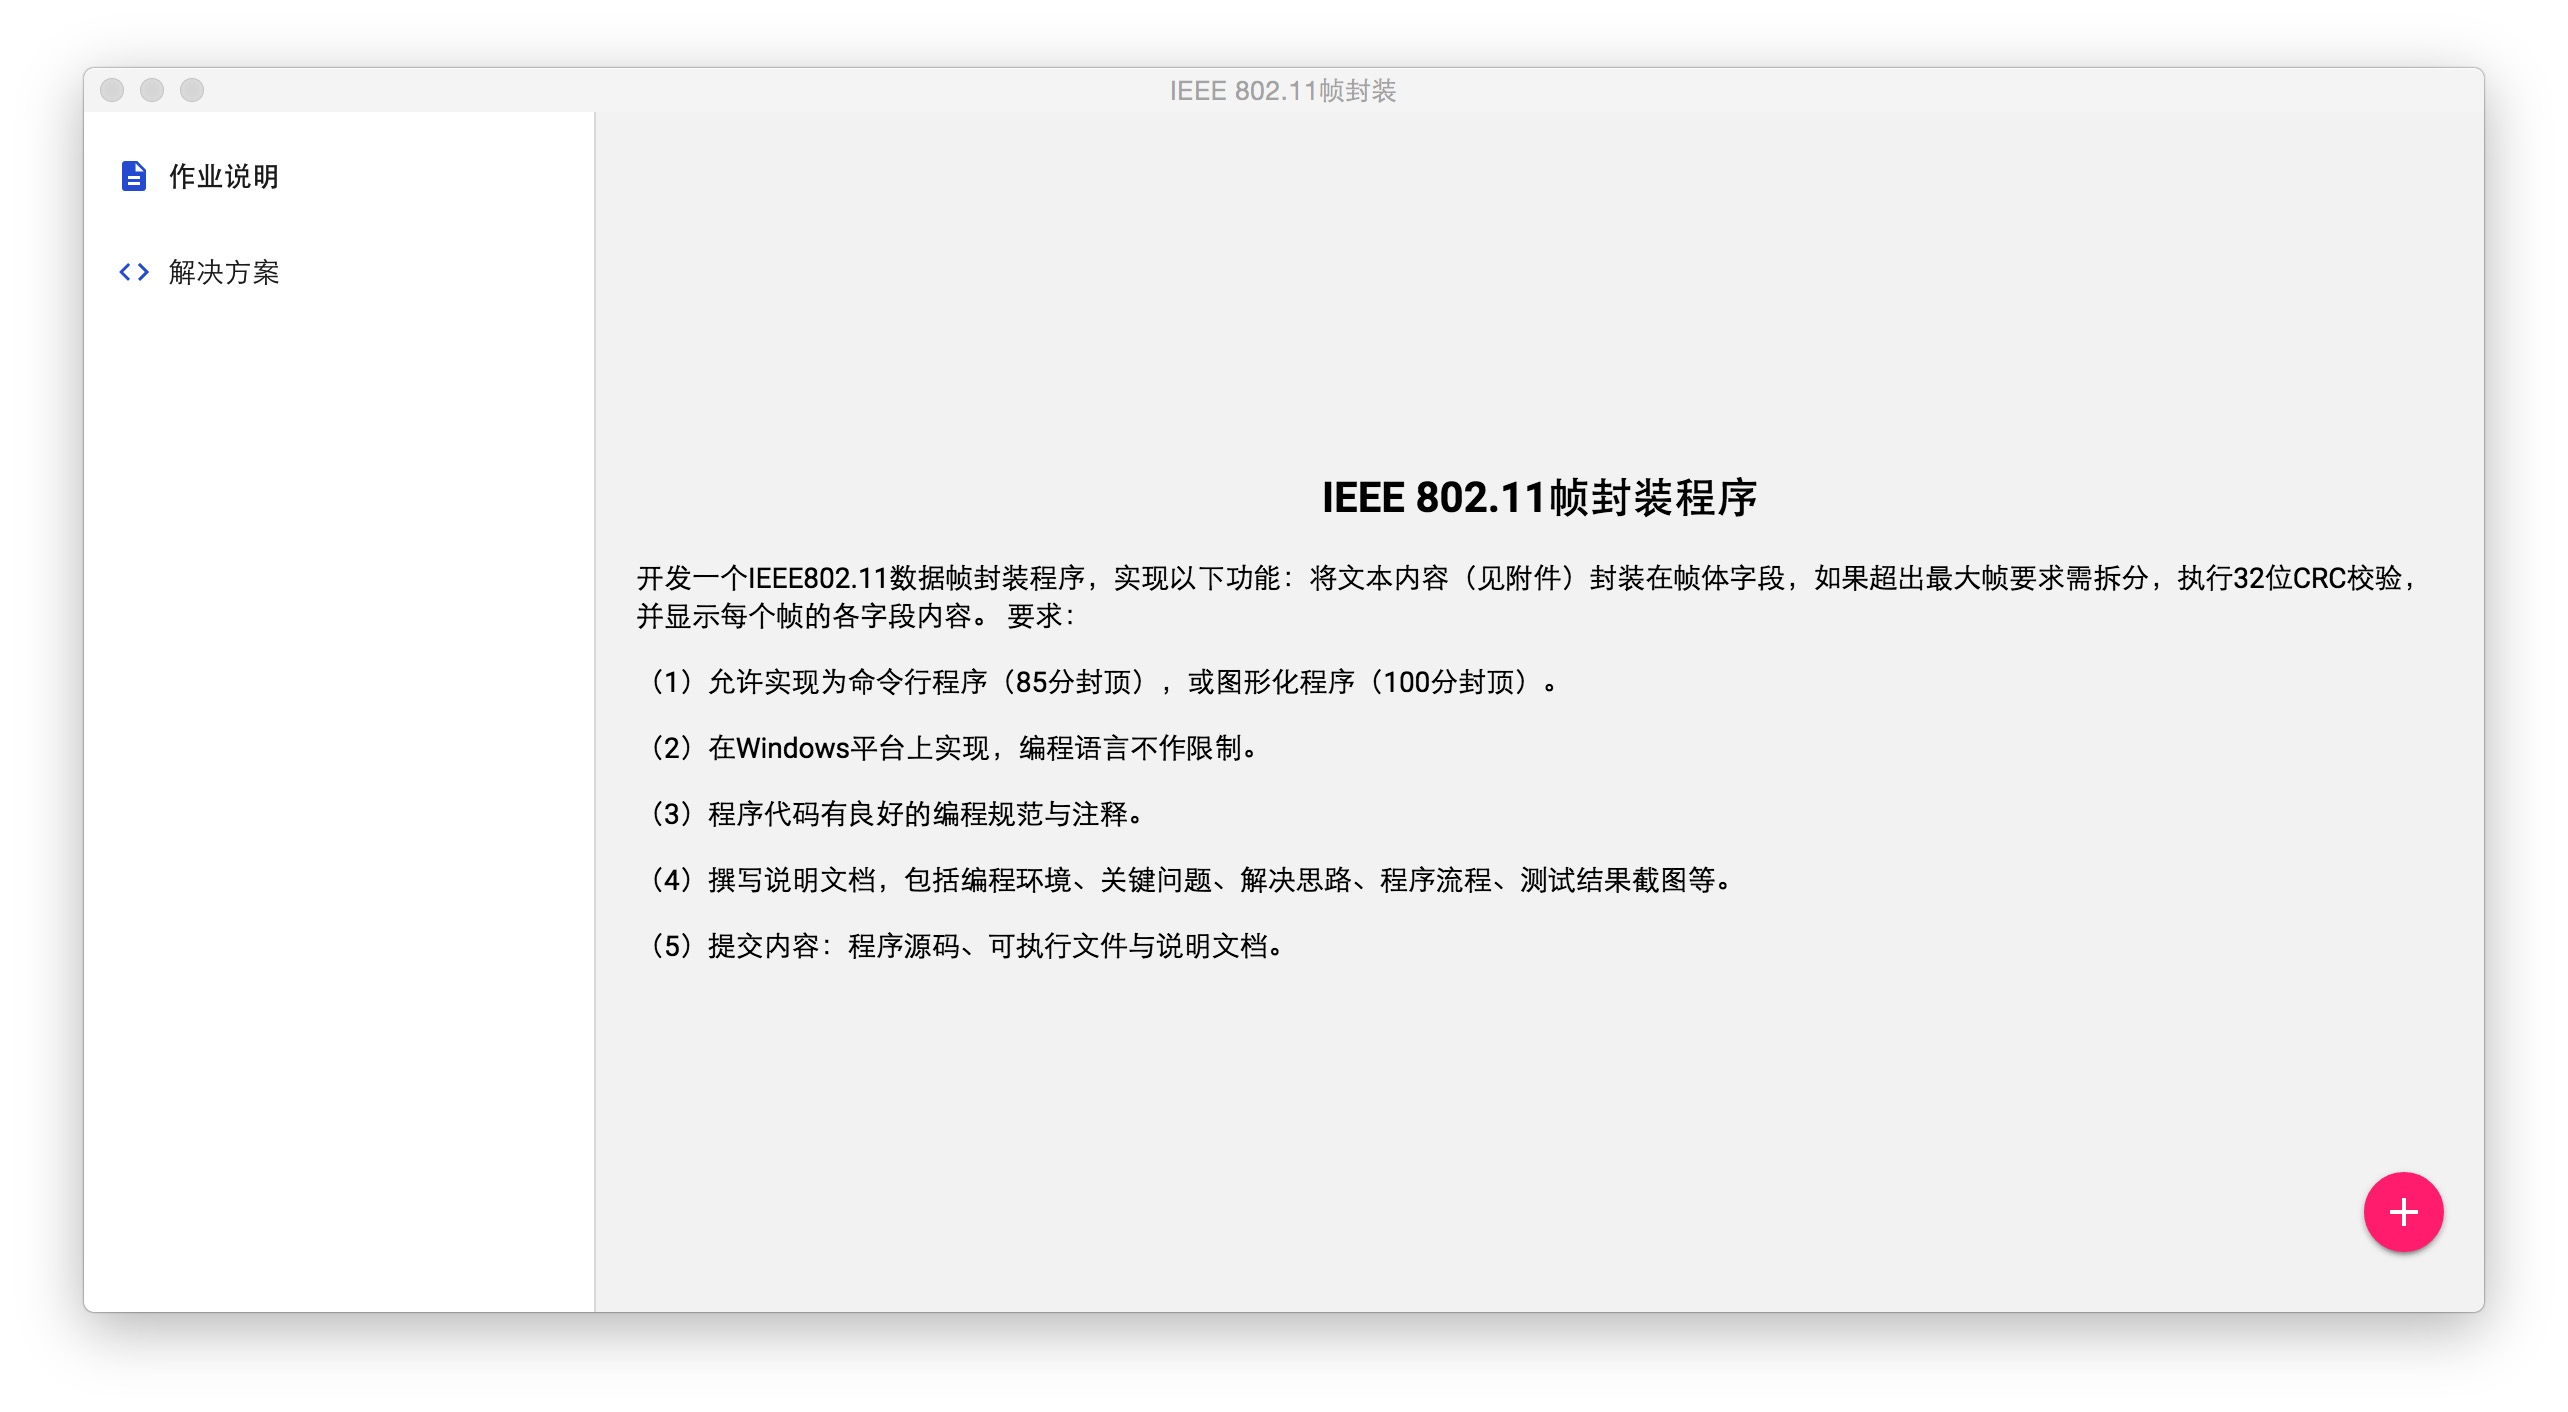 IEEE 802.11帧封装
作业说明
解决方案
IEEE 802.11帧封装程序
开发一个IEEE802.11数据帧封装程序，实现以下功能：将文本内容（见附件）封装在帧体字段，如果超出最大帧要求需拆分，执行32位CRC校验，
并显示每个帧的各字段内容。 要求：
（1）允许实现为命令行程序（85分封顶），或图形化程序（100分封顶）。
（2）在Windows平台上实现，编程语言不作限制。
（3）程序代码有良好的编程规范与注释。
（4）撰写说明文档，包括编程环境、关键问题、解决思路、程序流程、测试结果截图等。
（5）提交内容：程序源码、可执行文件与说明文档。